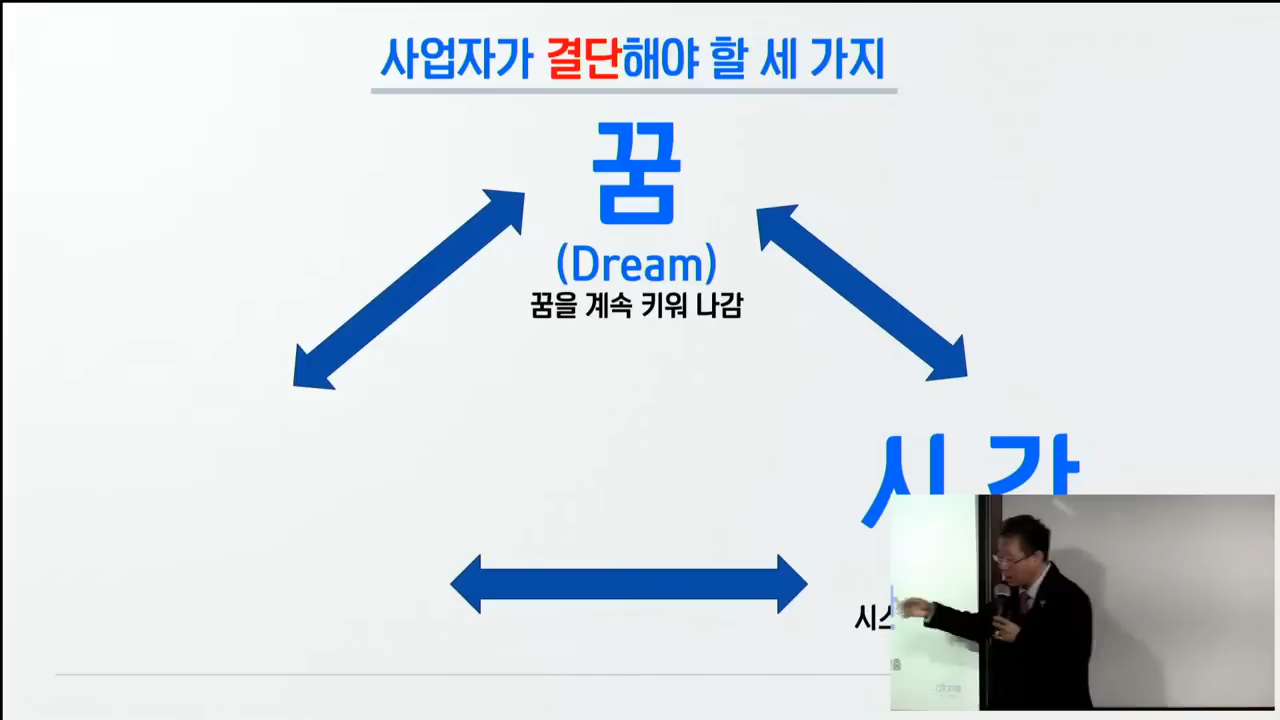 사업자가 결단해야 할 세 가지
꿈
(Dream)
꿈을 계속 키워 나감
시간